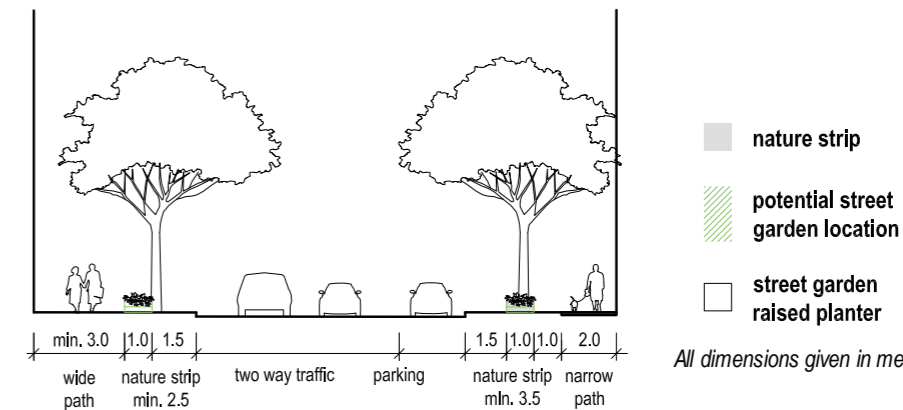 min. 3.0 1.0 1.5 1.5 1.0 1.0 2.0
wide path
nature strip min. 2.5
two way traffic
parking
nature strip min. 3.5
narrow path
nature strip
potential street
garden location
street garden
raised planter
All dimensions given in me